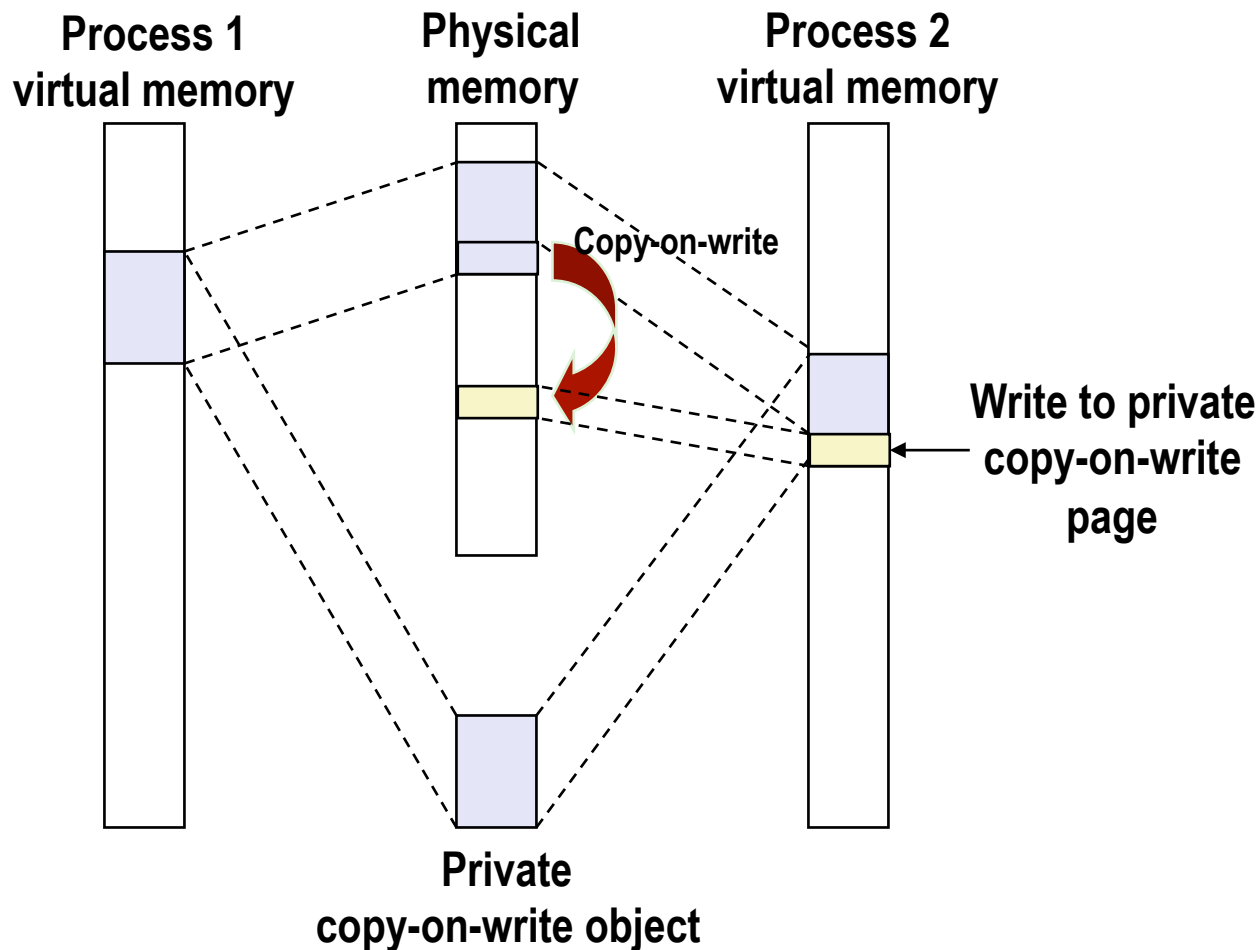 Process 1
virtual memory
Physical
memory
Process 2
virtual memory
Copy-on-write
Write to private
copy-on-write
page
Private
copy-on-write object